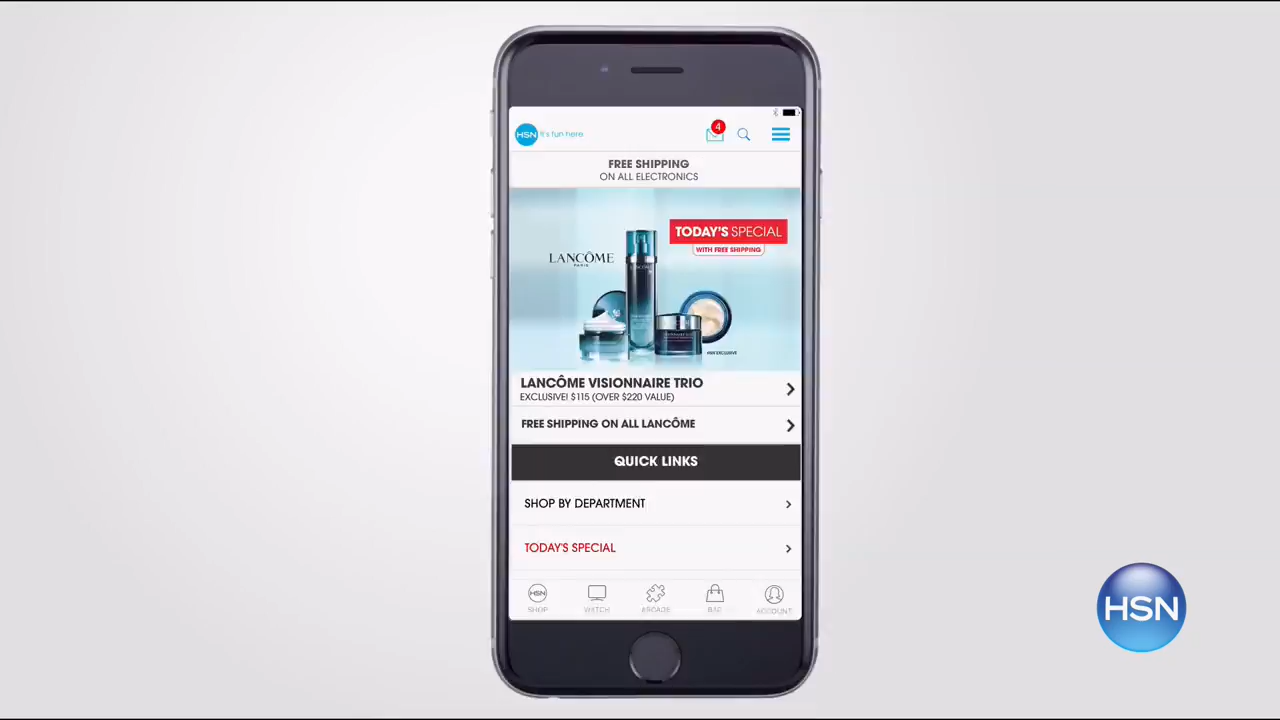 4
HSN it's fun here
FREE SHIPPING
ON ALL ELECTRONICS
TODAY'S SPECIAL
WITH FREE SHIPPING
LANCÔME
PARIS
LANCÔME VISIONNAIRE TRIO
EXCLUSIVE! $115 (OVER $220 VALUE)
FREE SHIPPING ON ALL LANCÔME
QUICK LINKS
SHOP BY DEPARTMENT
TODAY'S SPECIAL
HSN
SHOP WATCH ARCADE BAG ACCOUNT
HSN